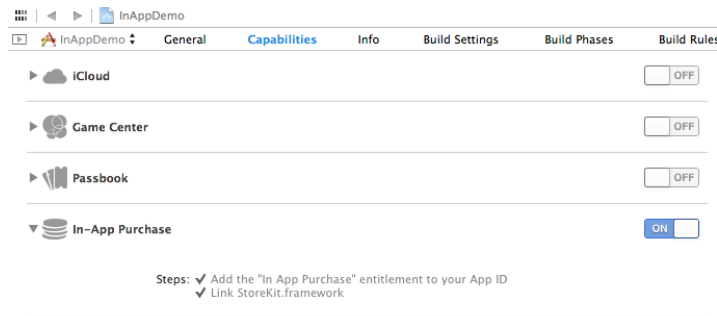 InAppDemo
InAppDemo General Capabilities Info Build Settings Build Phases Build Rules
iCloud OFF
Game Center OFF
Passbook OFF
In-App Purchase ON
Steps: ✔ Add the "In App Purchase" entitlement to your App ID
✔ Link StoreKit.framework